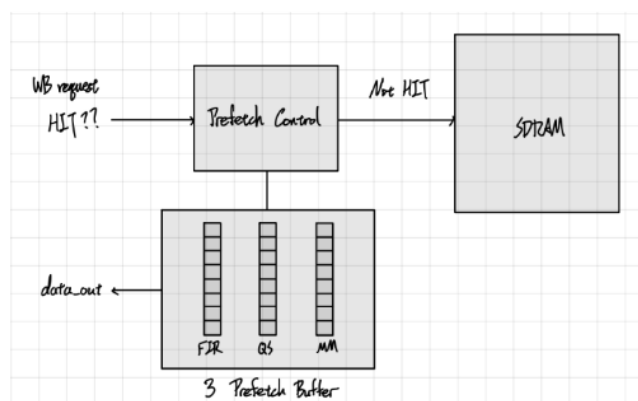 WB request
HIT??
Prefetch Control
Not HIT
SDRAM
data_out
FIR
QS
MM
3 Prefetch Buffer